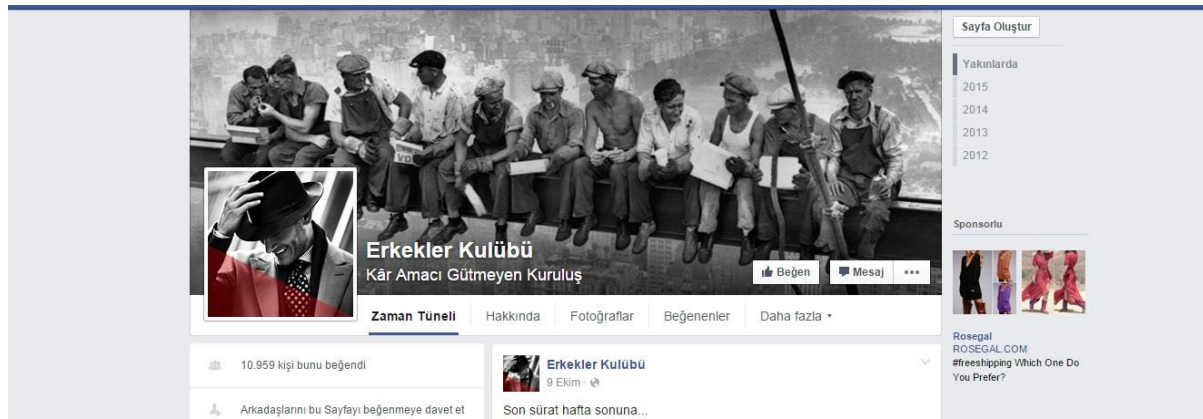 Sayfa Oluştur
Yakınlarda
2015
2014
2013
2012
Erkekler Kulübü
Kâr Amacı Gütmeyen Kuruluş
Beğen
Mesaj
Zaman Tüneli
Hakkında
Fotoğraflar
Beğenenler
Daha fazla
10.959 kişi bunu beğendi
Arkadaşlarını bu Sayfayı beğenmeye davet et
Erkekler Kulübü
9 Ekim ·
Son sürat hafta sonuna...
Sponsorlu
Rosegal
ROSEGAL.COM
#freeshipping Which One Do
You Prefer?